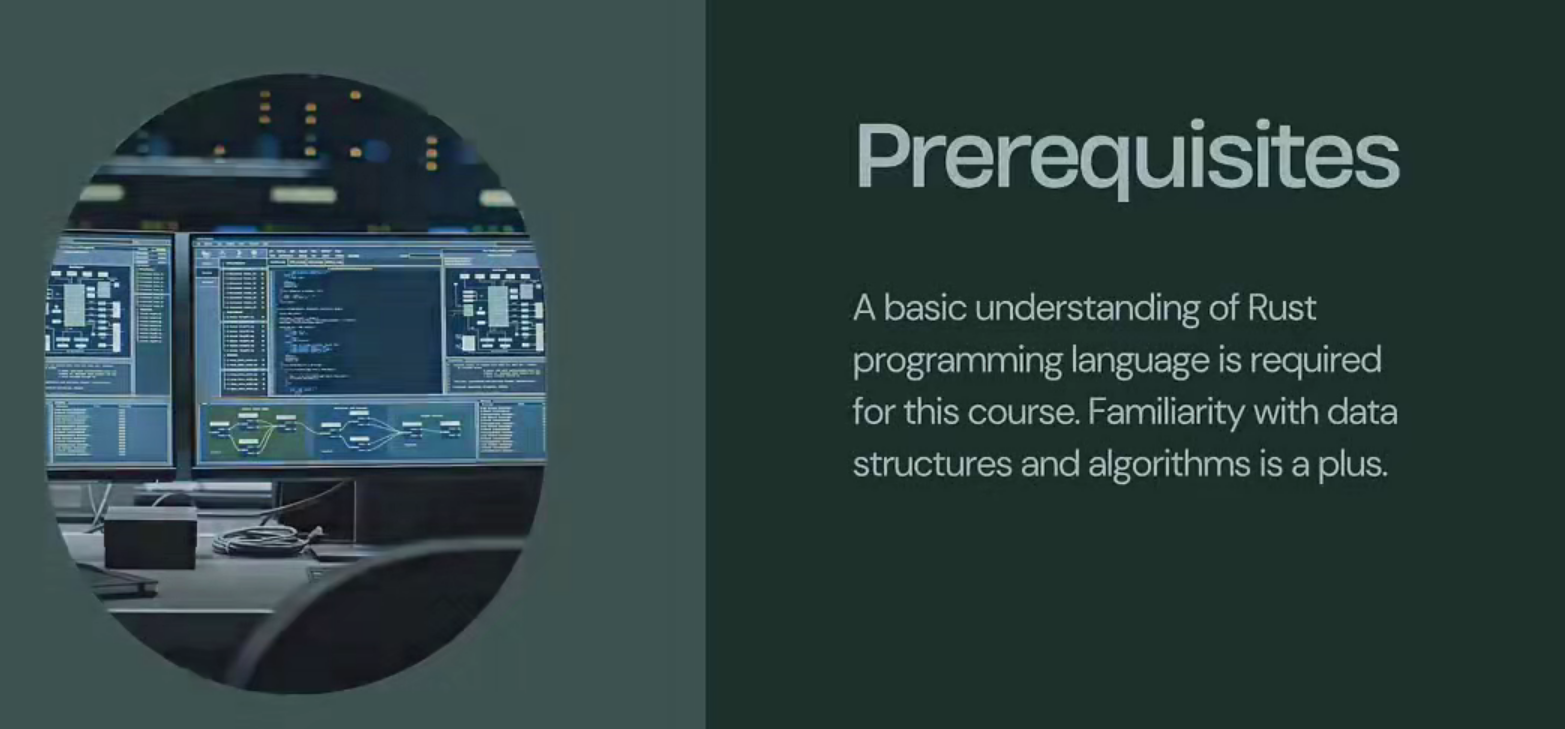 Prerequisites
A basic understanding of Rust
programming language is required
for this course. Familiarity with data
structures and algorithms is a plus.